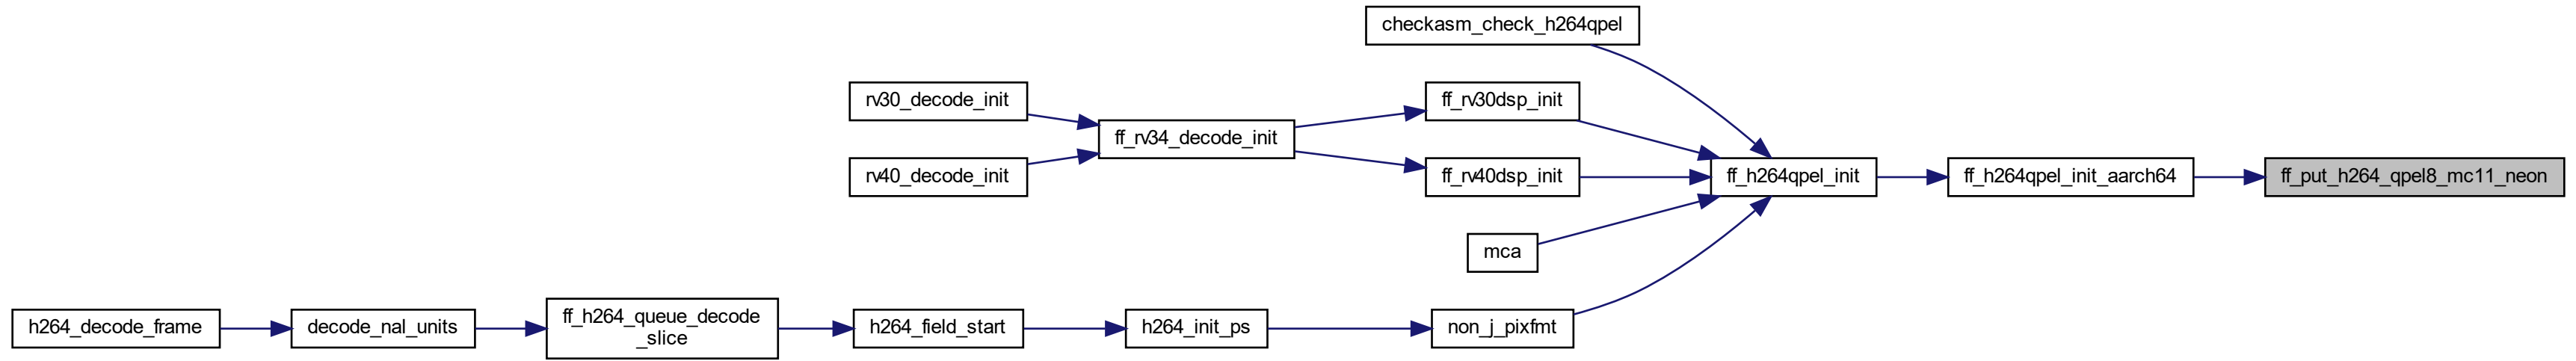 checkasm_check_h264qpel
rv30_decode_init
ff_rv30dsp_init
ff_rv34_decode_init
rv40_decode_init
ff_rv40dsp_init
ff_h264qpel_init
ff_h264qpel_init_aarch64
ff_put_h264_qpel8_mc11_neon
mca
h264_decode_frame
decode_nal_units
ff_h264_queue_decode
_slice
h264_field_start
h264_init_ps
non_j_pixfmt